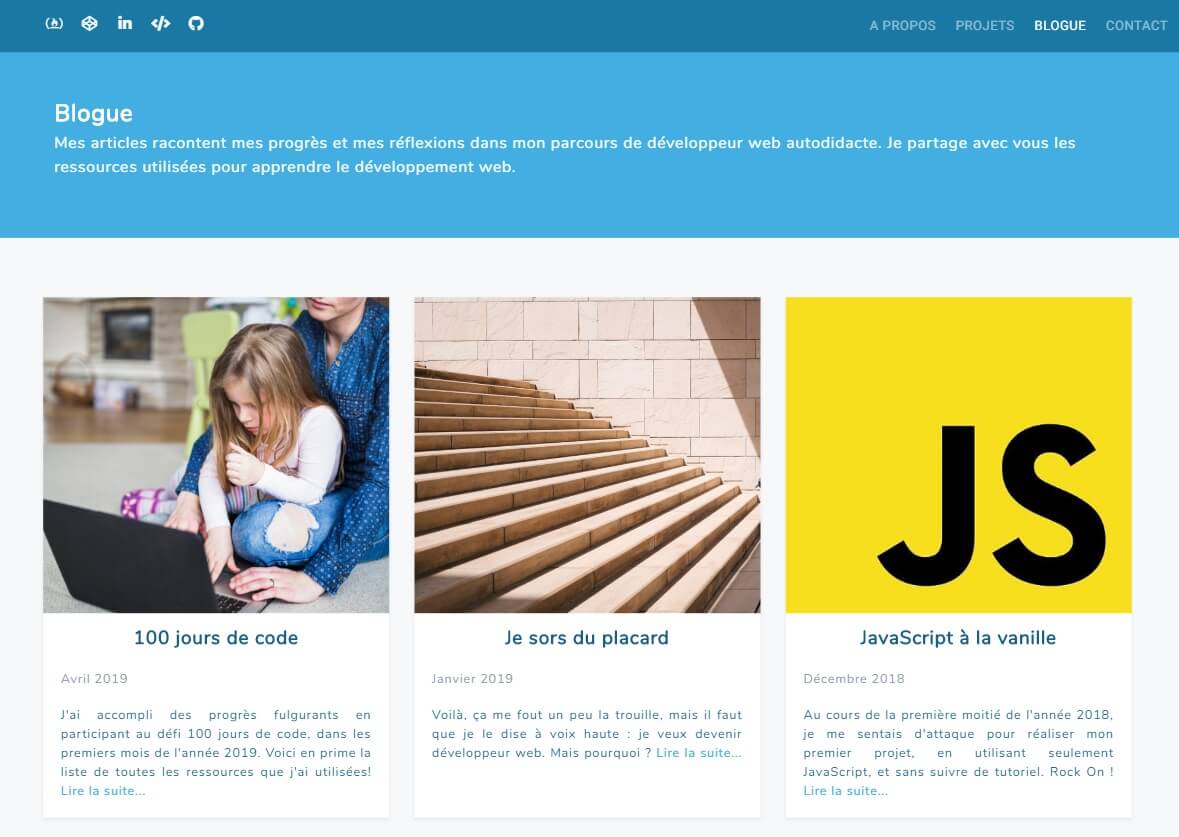 A PROPOS PROJETS BLOGUE CONTACT
Blogue
Mes articles racontent mes progrès et mes réflexions dans mon parcours de développeur web autodidacte. Je partage avec vous les
ressources utilisées pour apprendre le développement web.
JS
100 jours de code
Avril 2019
J'ai accompli des progrès fulgurants en
participant au défi 100 jours de code, dans les
premiers mois de l'année 2019. Voici en prime la
liste de toutes les ressources que j'ai utilisées!
Lire la suite...
Je sors du placard
Janvier 2019
Voilà, ça me fout un peu la trouille, mais il faut
que je le dise à voix haute : je veux devenir
développeur web. Mais pourquoi ? Lire la suite...
JavaScript à la vanille
Décembre 2018
Au cours de la première moitié de l'année 2018,
je me sentais d'attaque pour réaliser mon
premier projet, en utilisant seulement
JavaScript, et sans suivre de tutoriel. Rock On !
Lire la suite...